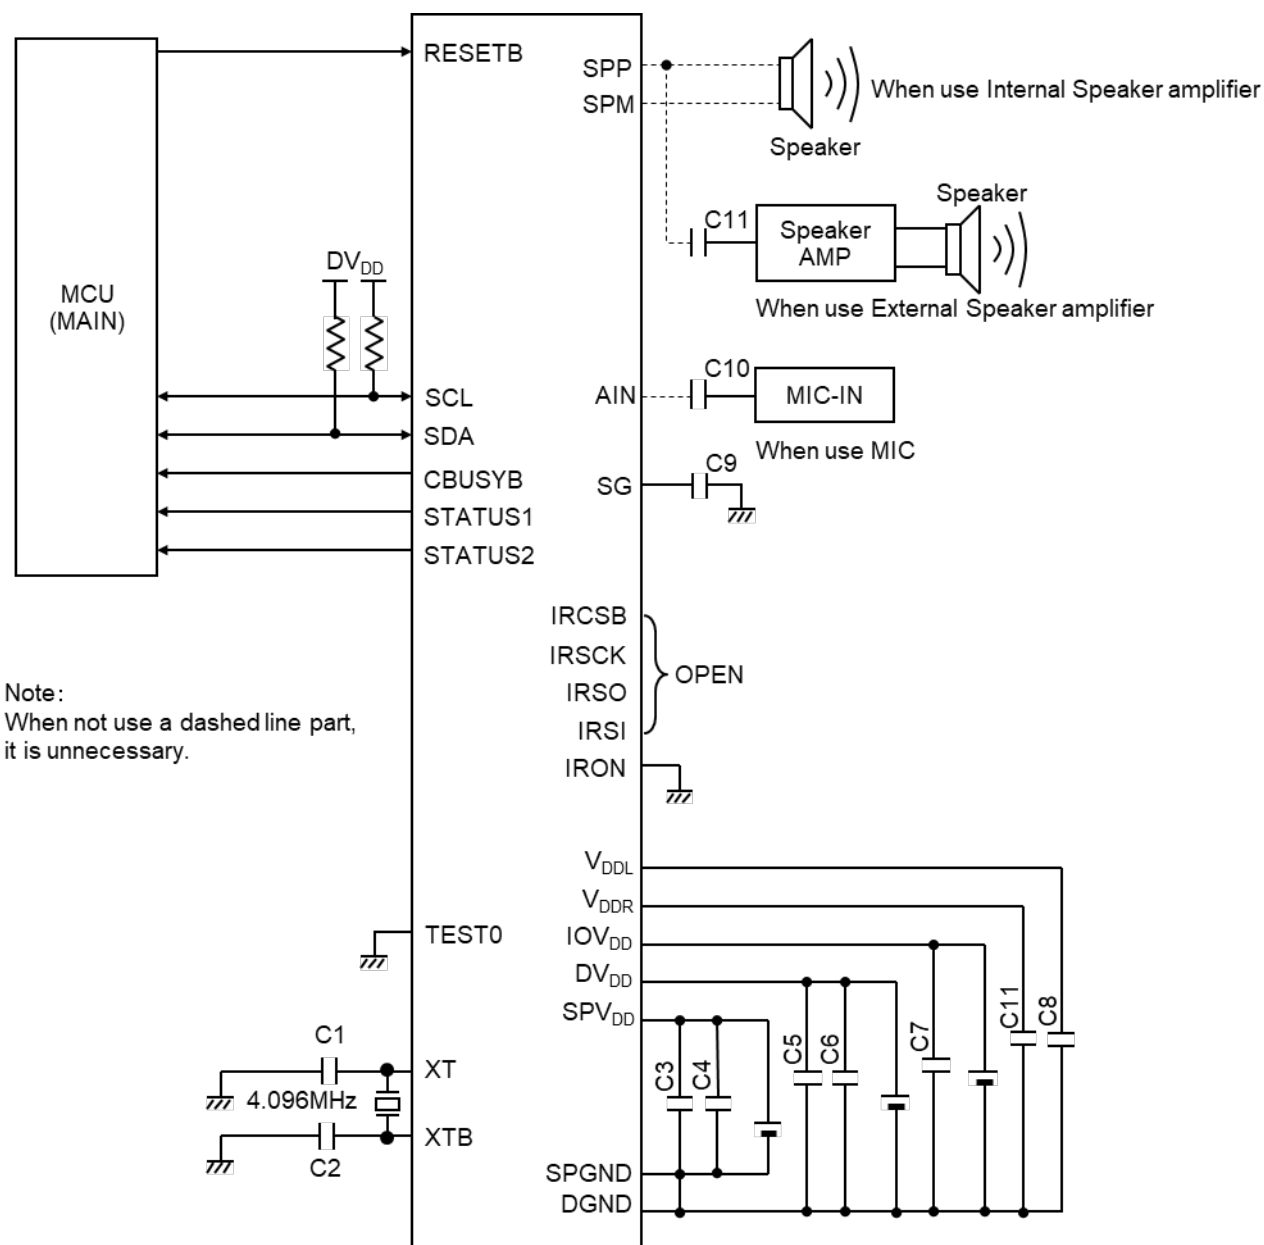 RESETB
SPP
SPM
When use Internal Speaker amplifier
Speaker
Speaker
C11
Speaker
AMP
When use External Speaker amplifier
MCU
(MAIN)
DVDD
SCL
SDA
CBUSYB
STATUS1
STATUS2
AIN
C10
MIC-IN
When use MIC
SG
C9
IRCSB
IRSCK
IRSO
IRSI
OPEN
IRON
Note:
When not use a dashed line part,
it is unnecessary.
VDDL
VDDR
IOVDD
DVDD
SPVDD
TEST0
C1
XT
4.096MHz
XTB
C2
C3
C4
C5
C6
C7
C11
C8
SPGND
DGND